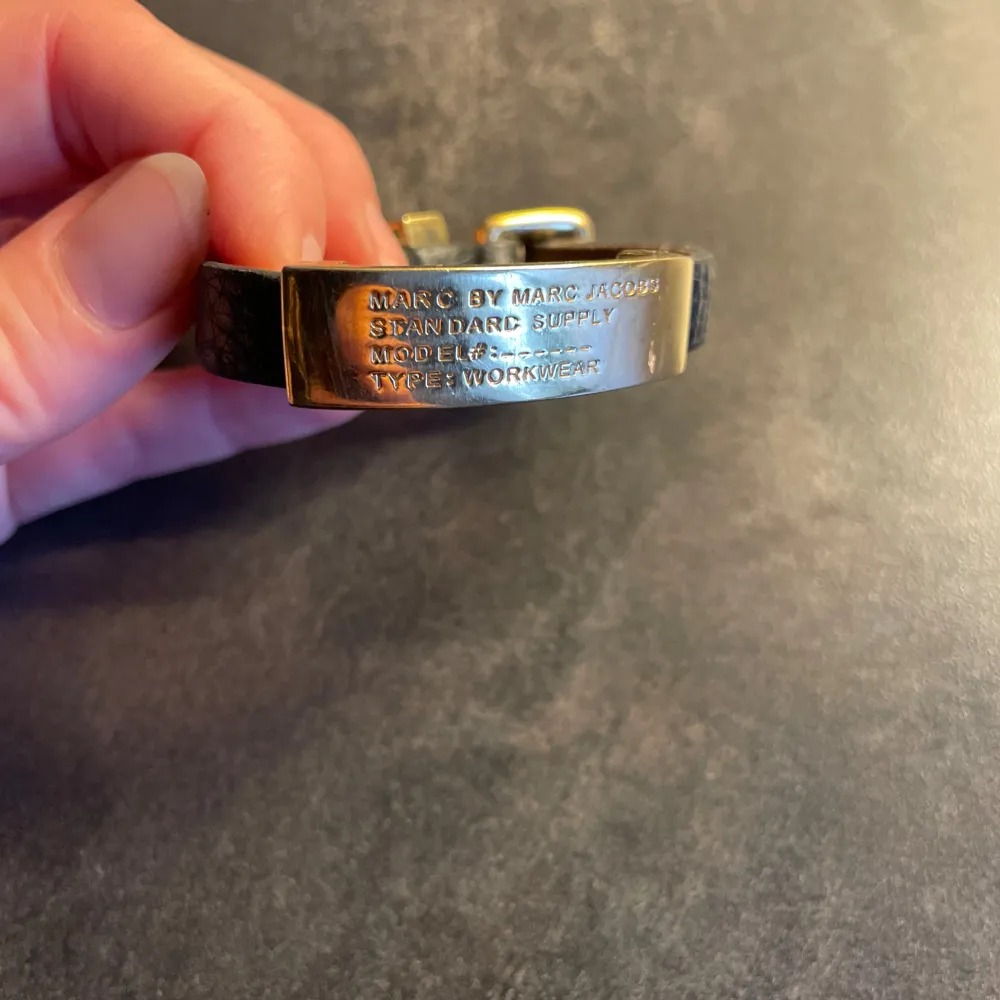 MARC BY MARC JACOBS
STANDARD SUPPLY
MODEL#:------
TYPE: WORKWEAR